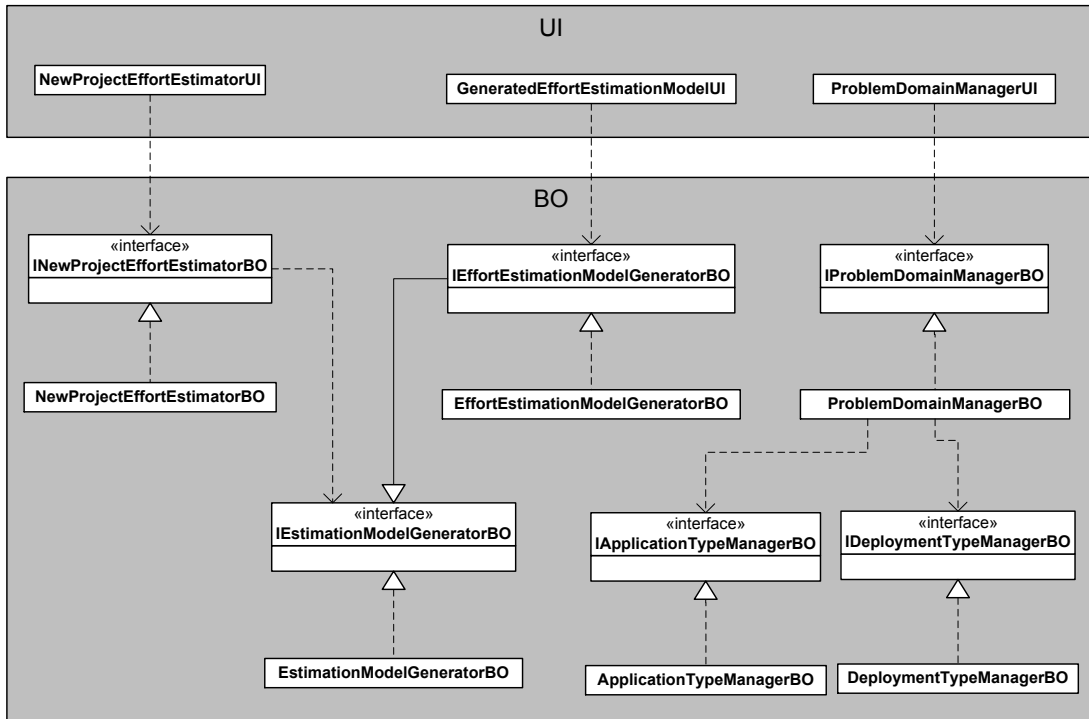 UI
NewProjectEffortEstimatorUI
GeneratedEffortEstimationModelUI
ProblemDomainManagerUI
BO
«interface»
INewProjectEffortEstimatorBO
«interface»
IEffortEstimationModelGeneratorBO
«interface»
IProblemDomainManagerBO
NewProjectEffortEstimatorBO
EffortEstimationModelGeneratorBO
ProblemDomainManagerBO
«interface»
IEstimationModelGeneratorBO
«interface»
IApplicationTypeManagerBO
«interface»
IDeploymentTypeManagerBO
EstimationModelGeneratorBO
ApplicationTypeManagerBO
DeploymentTypeManagerBO